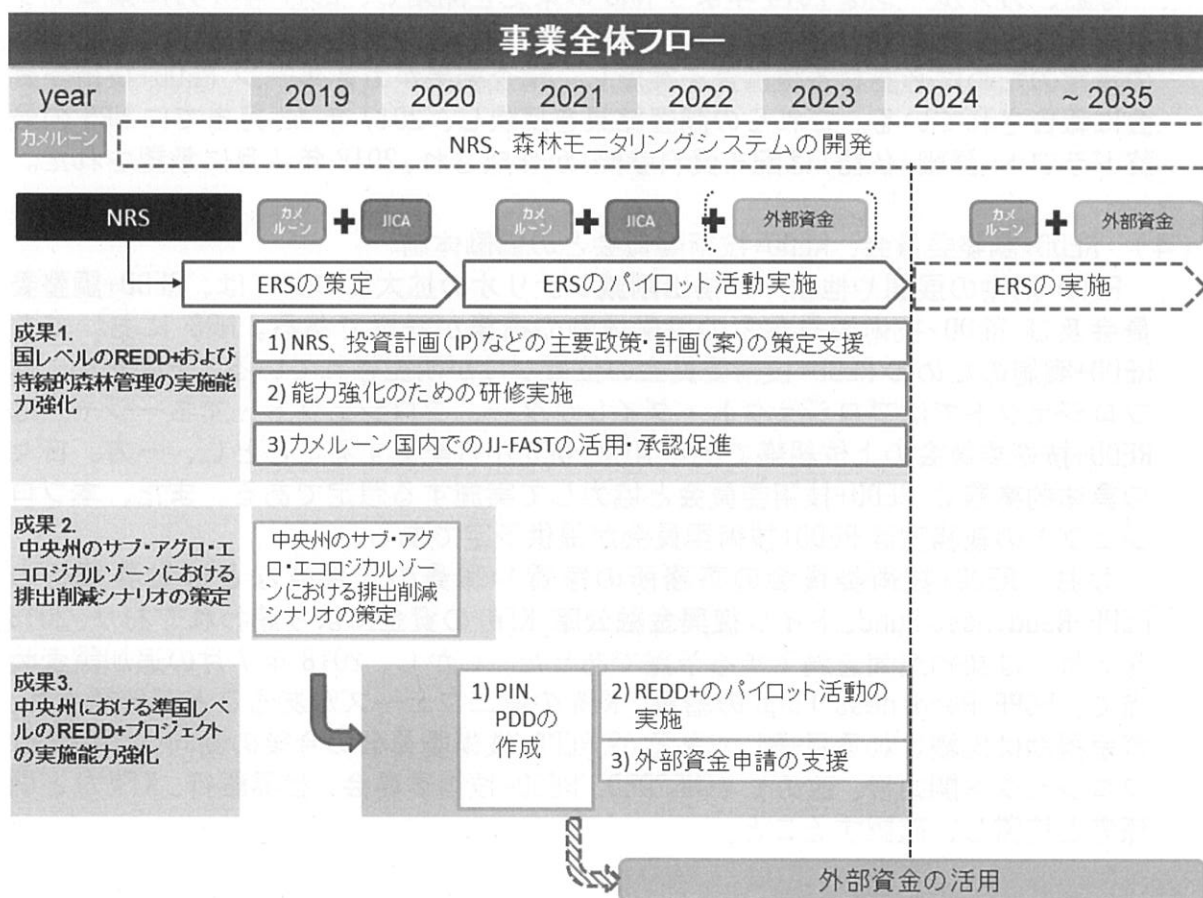 事業全体フロー
year 2019 2020 2021 2022 2023 2024 2035
カメルーン
NRS、森林モニタリングシステムの開発
NRS
カメ
ルーン
+
JICA
カメ
ルーン
+
JICA
+
外部資金
カメ
ルーン
+
外部資金
ERSの策定
ERSのパイロット活動実施
ERSの実施
成果1.
国レベルのREDD+および
持続的森林管理の実施能
力強化
1) NRS、投資計画(IP)などの主要政策・計画(案)の策定支援
2) 能力強化のための研修実施
3)カメルーン国内でのJJ-FASTの活用・承認促進
成果 2.
中央州のサブ・アグロ・エ
コロジカルゾーンにおける
排出削減シナリオの策定
中央州のサブ・アグ
ロ・エコロジカルゾー
ンにおける排出削減
シナリオの策定
成果3.
中央州における準国レベ
ルのREDD+プロジェクト
の実施能力強化
1) PIN、
PDDの
作成
2) REDD+のパイロット活動の
実施
3) 外部資金申請の支援
外部資金の活用